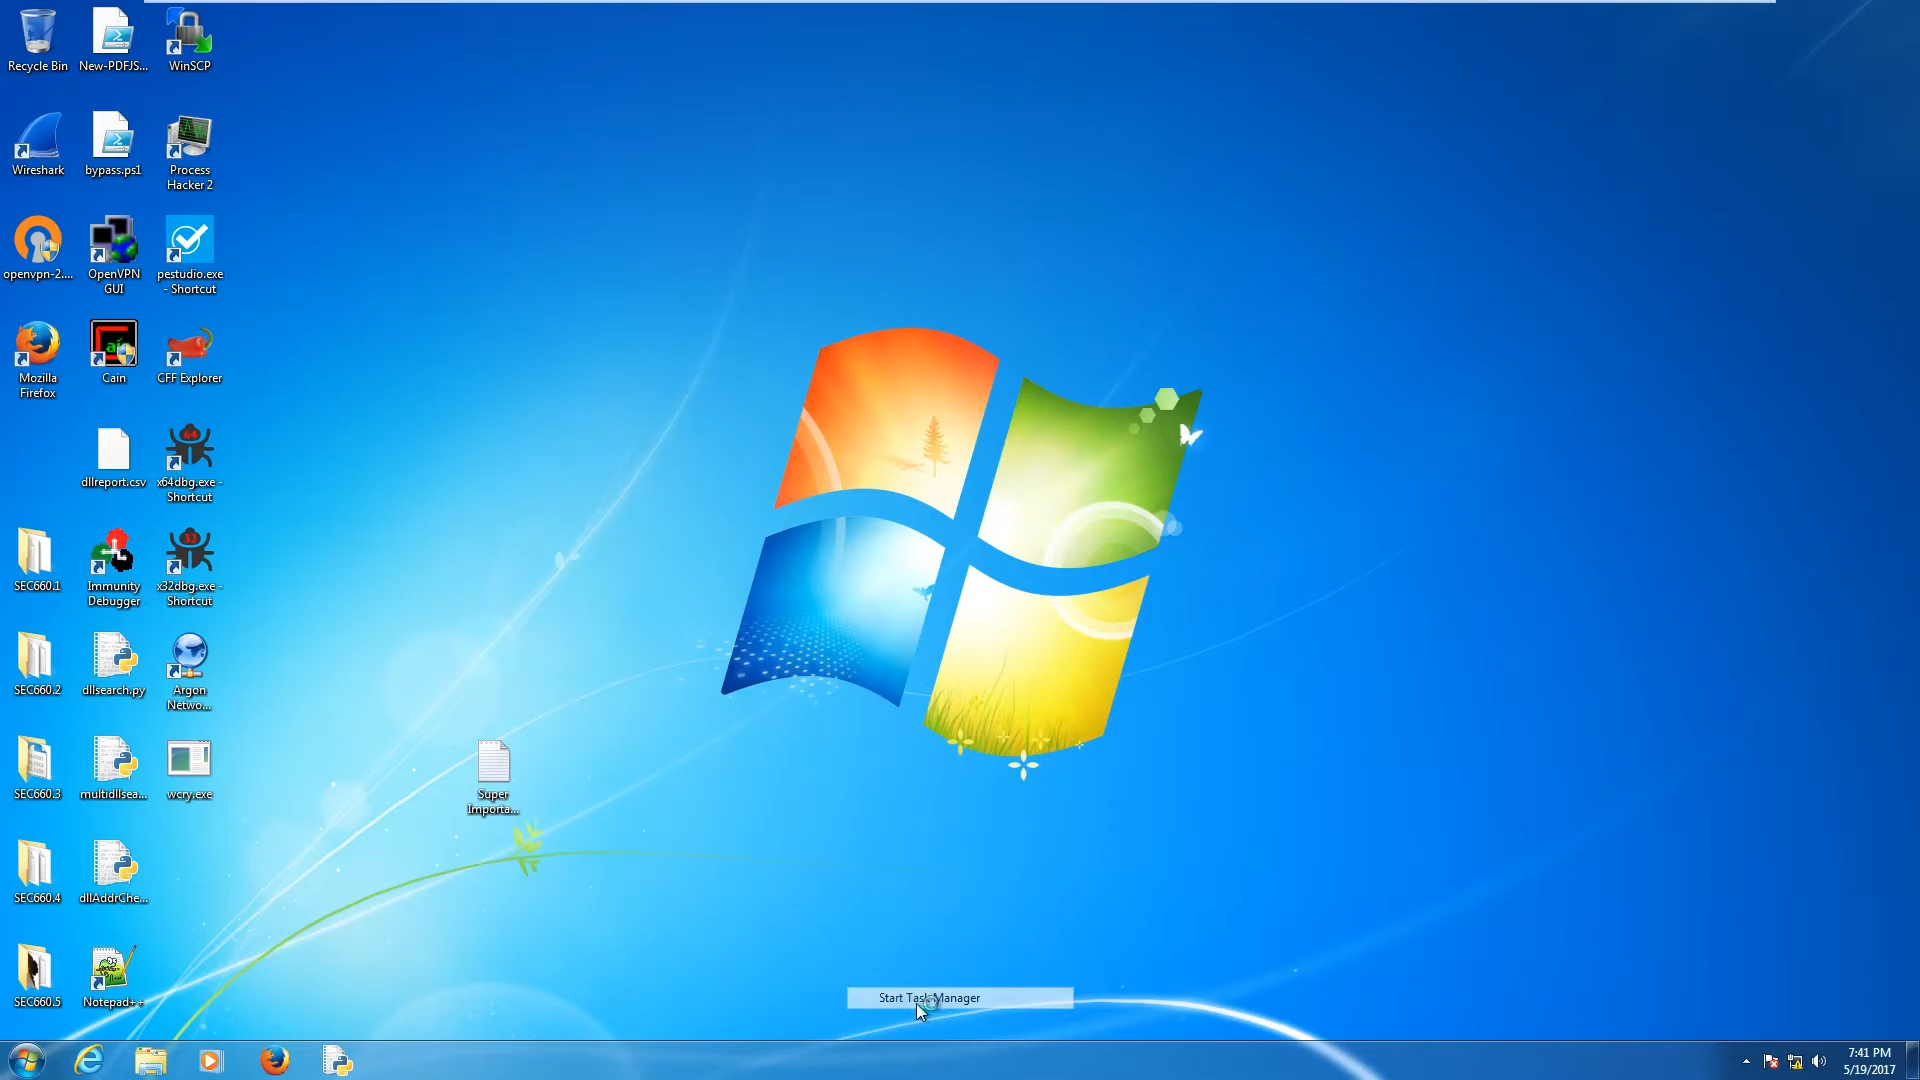 Recycle Bin
New-PDFJS...
WinSCP
Wireshark
bypass.ps1
Process
Hacker 2
openvpn-2....
OpenVPN
GUI
pestudio.exe
- Shortcut
Mozilla
Firefox
Cain
CFF Explorer
dllreport.csv
64
x64dbg.exe -
Shortcut
SEC660.1
Immunity
Debugger
32
x32dbg.exe -
Shortcut
SEC660.2
dllsearch.py
Argon
Netwo...
SEC660.3
multidllsea...
wcry.exe
Super
Importa...
SEC660.4
dllAddrChe...
SEC660.5
Notepad++
Start Task Manager
7:41 PM
5/19/2017